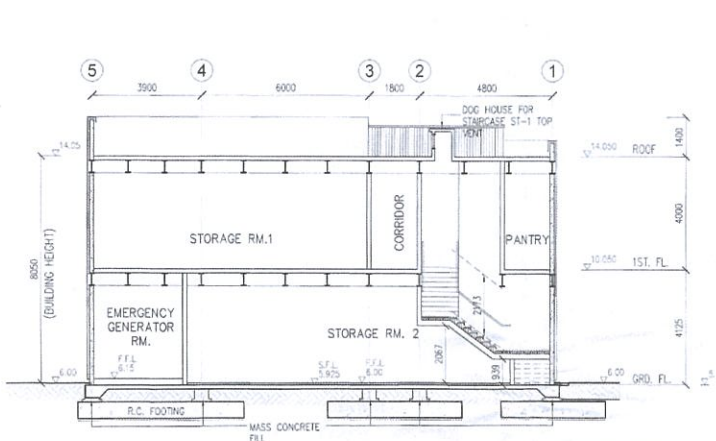 5 4 3 2 1
3900 6000 1800 4800
DOG HOUSE FOR
STAIRCASE ST-1 TOP
VENT
1400
14.05
14.050 ROOF
8050
(BUILDING HEIGHT)
STORAGE RM.1
CORRIDOR
PANTRY
4000
10.050 1ST. FL.
EMERGENCY
GENERATOR
RM.
STORAGE RM. 2
2173
2067
939
4125
F.F.L.
6.15
S.F.L.
5.925
F.F.L.
6.00
6.00
6.00
GRD. FL.
R.C. FOOTING
MASS CONCRETE
FILL